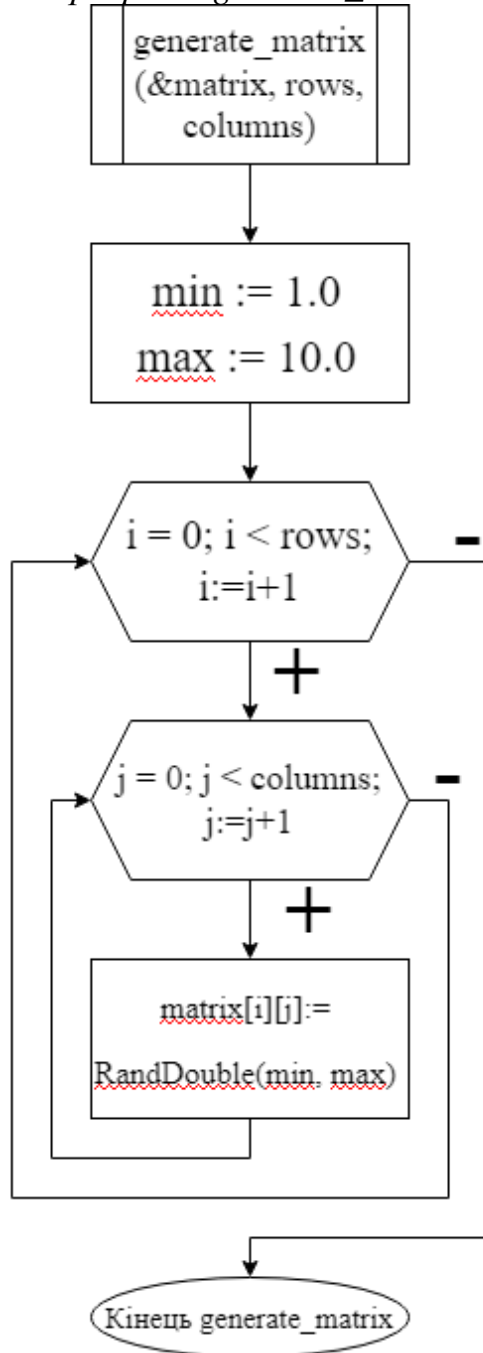 generate_matrix
(&matrix, rows,
columns)
min := 1.0
max := 10.0
i = 0; i < rows;
i:=i+1
-
+
j = 0; j < columns;
j:=j+1
-
+
matrix[i][j]:=
RandDouble(min, max)
Кінець generate_matrix